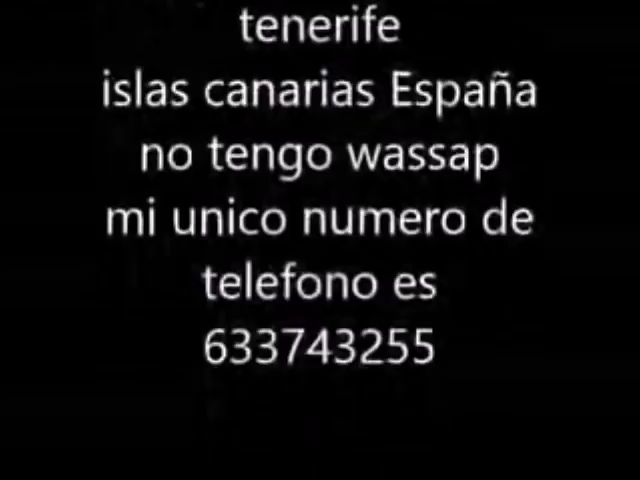 tenerife
islas canarias España
no tengo wassap
mi unico numero de
telefono es
633743255